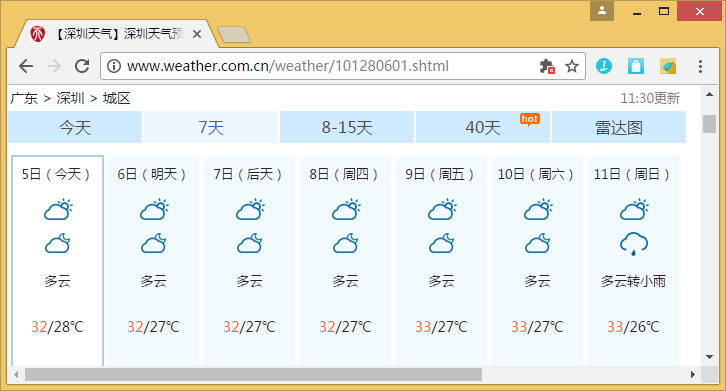 【深圳天气】深圳天气预
www.weather.com.cn/weather/101280601.shtml
广东 > 深圳 > 城区 11:30更新
今天 7天 8-15天 40天 hot 雷达图
5日（今天） 6日（明天） 7日（后天） 8日（周四） 9日（周五） 10日（周六） 11日（周日）
多云 多云 多云 多云 多云 多云 多云转小雨
32/28℃ 32/27℃ 32/27℃ 32/27℃ 33/27℃ 33/27℃ 33/26℃